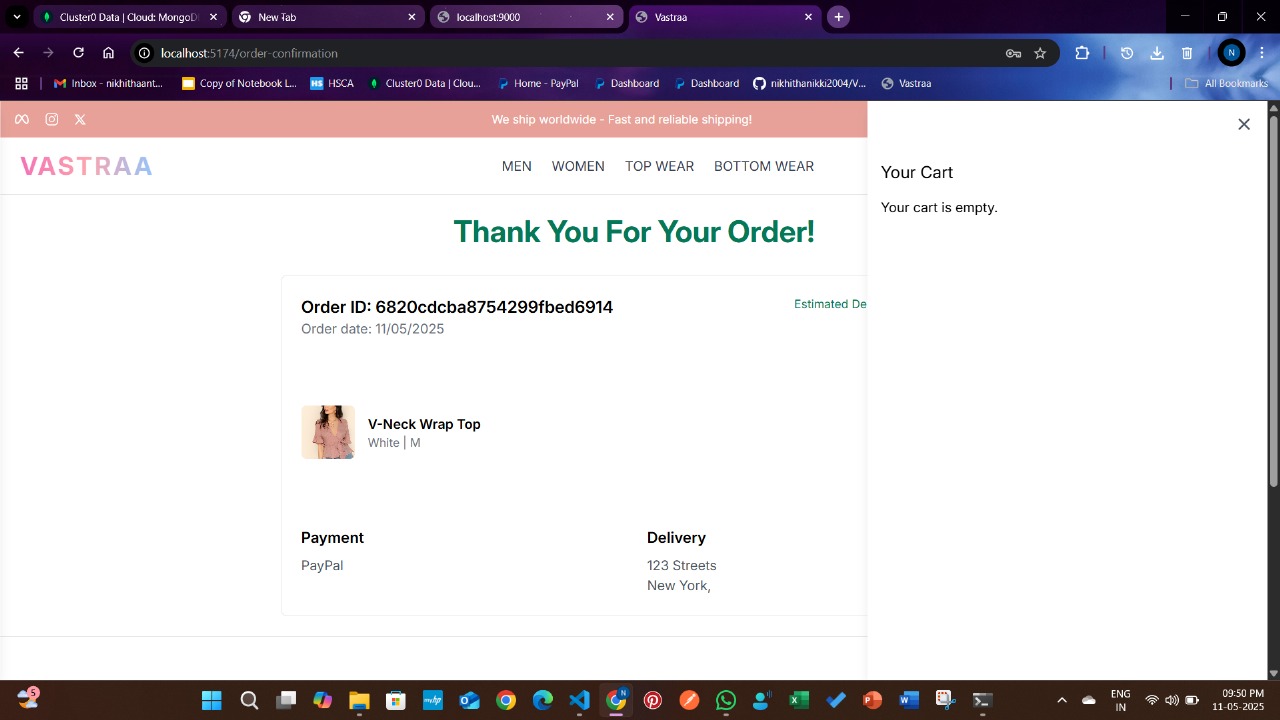 Cluster0 Data | Cloud: MongoDB
New Tab
localhost:9000
Vastraa
localhost:5174/order-confirmation
N
Inbox - nikhithaant...
Copy of Notebook L...
HS HSCA
Cluster0 Data | Clou...
Home - PayPal
Dashboard
Dashboard
nikhithanikki2004/V...
Vastraa
All Bookmarks
We ship worldwide - Fast and reliable shipping!
VASTRAA
MEN
WOMEN
TOP WEAR
BOTTOM WEAR
Your Cart
Your cart is empty.
Thank You For Your Order!
Order ID: 6820cdcba8754299fbed6914
Order date: 11/05/2025
Estimated De
V-Neck Wrap Top
White | M
Payment
PayPal
Delivery
123 Streets
New York,
5
ENG
IN
09:50 PM
11-05-2025